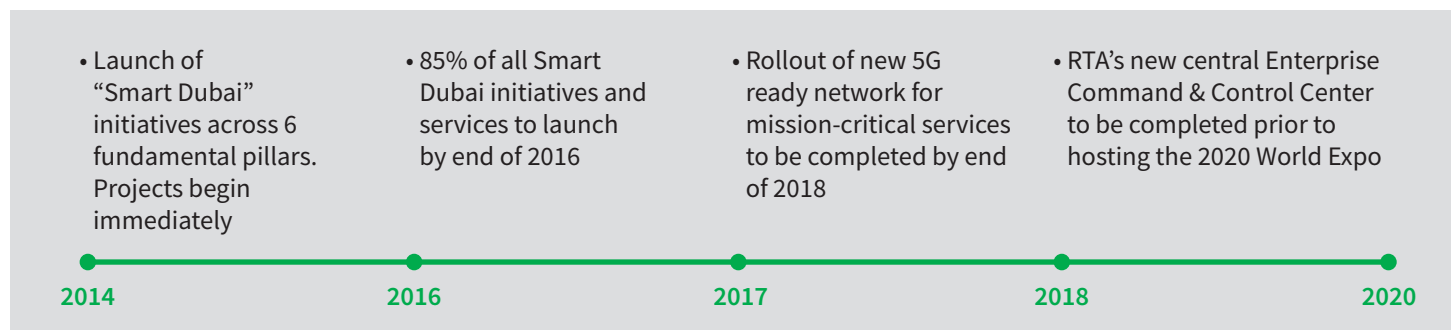 • Launch of
“Smart Dubai”
initiatives across 6
fundamental pillars.
Projects begin
immediately
• 85% of all Smart
Dubai initiatives and
services to launch
by end of 2016
• Rollout of new 5G
ready network for
mission-critical services
to be completed by end
of 2018
• RTA’s new central Enterprise
Command & Control Center
to be completed prior to
hosting the 2020 World Expo
2014
2016
2017
2018
2020